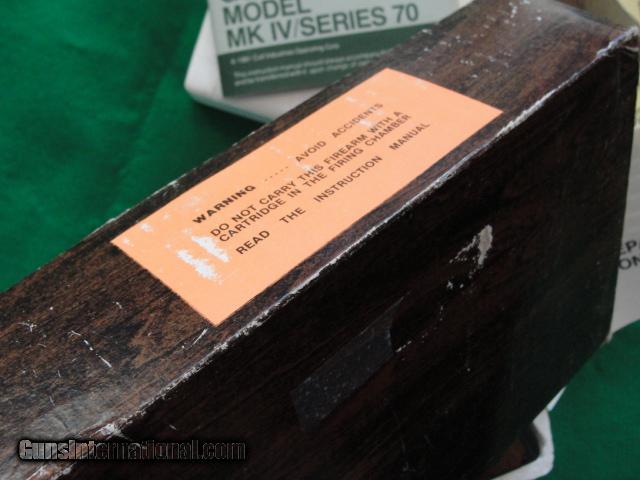 MODEL
MK IV/SERIES 70
WARNING ..... AVOID ACCIDENTS
DO NOT CARRY THIS FIREARM WITH A
CARTRIDGE IN THE FIRING CHAMBER
READ THE INSTRUCTION MANUAL
GunsInternational.com